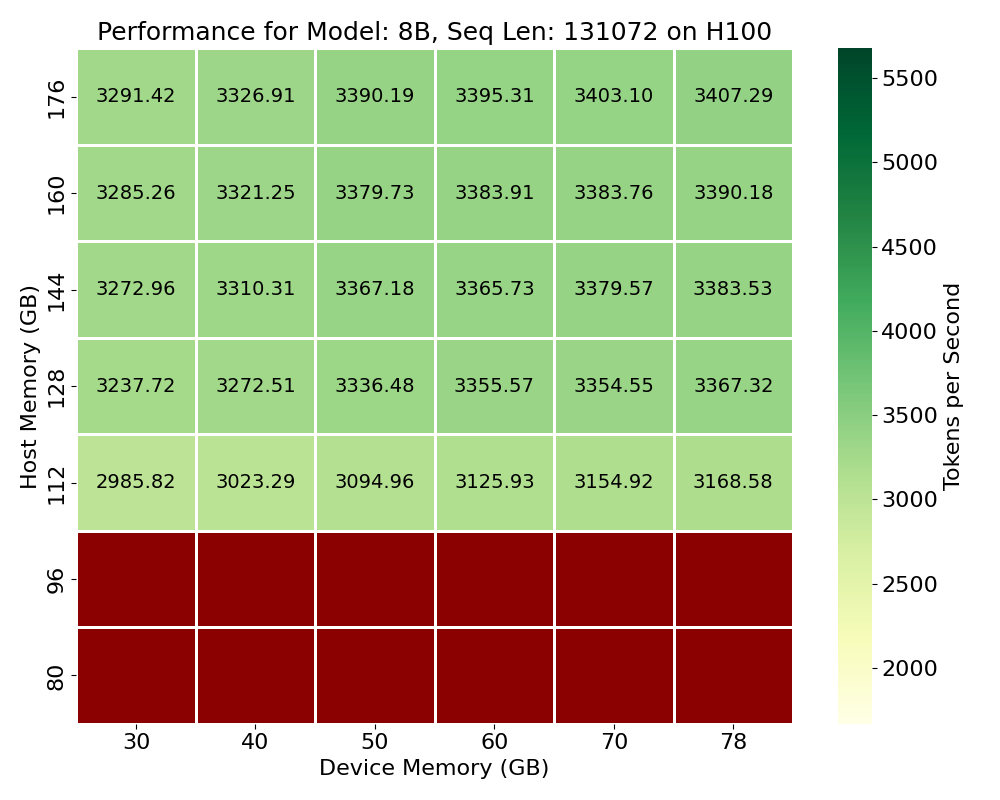 Performance for Model: 8B, Seq Len: 131072 on H100
Host Memory (GB)
176
3291.42 3326.91 3390.19 3395.31 3403.10 3407.29
160
3285.26 3321.25 3379.73 3383.91 3383.76 3390.18
144
3272.96 3310.31 3367.18 3365.73 3379.57 3383.53
128
3237.72 3272.51 3336.48 3355.57 3354.55 3367.32
112
2985.82 3023.29 3094.96 3125.93 3154.92 3168.58
96
80
30 40 50 60 70 78
Device Memory (GB)
5500
5000
4500
4000
3500
3000
2500
2000
Tokens per Second